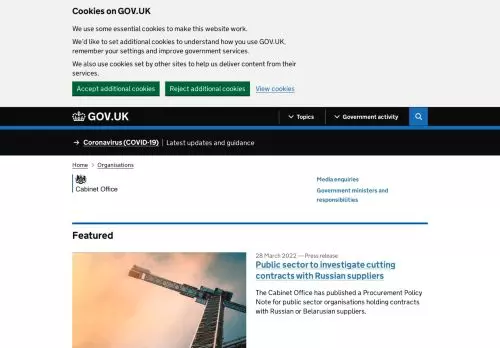 Cookies on GOV.UK
We use some essential cookies to make this website work.
We'd like to set additional cookies to understand how you use GOV.UK,
remember your settings and improve government services.
We also use cookies set by other sites to help us deliver content from their
services.
Accept additional cookies Reject additional cookies View cookies
GOV.UK Topics Government activity
→ Coronavirus (COVID-19) Latest updates and guidance
Home > Organisations
Cabinet Office
Media enquiries
Government ministers and
responsibilities
Featured
28 March 2022 — Press release
Public sector to investigate cutting
contracts with Russian suppliers
The Cabinet Office has published a Procurement Policy
Note for public sector organisations holding contracts
with Russian or Belarusian suppliers.